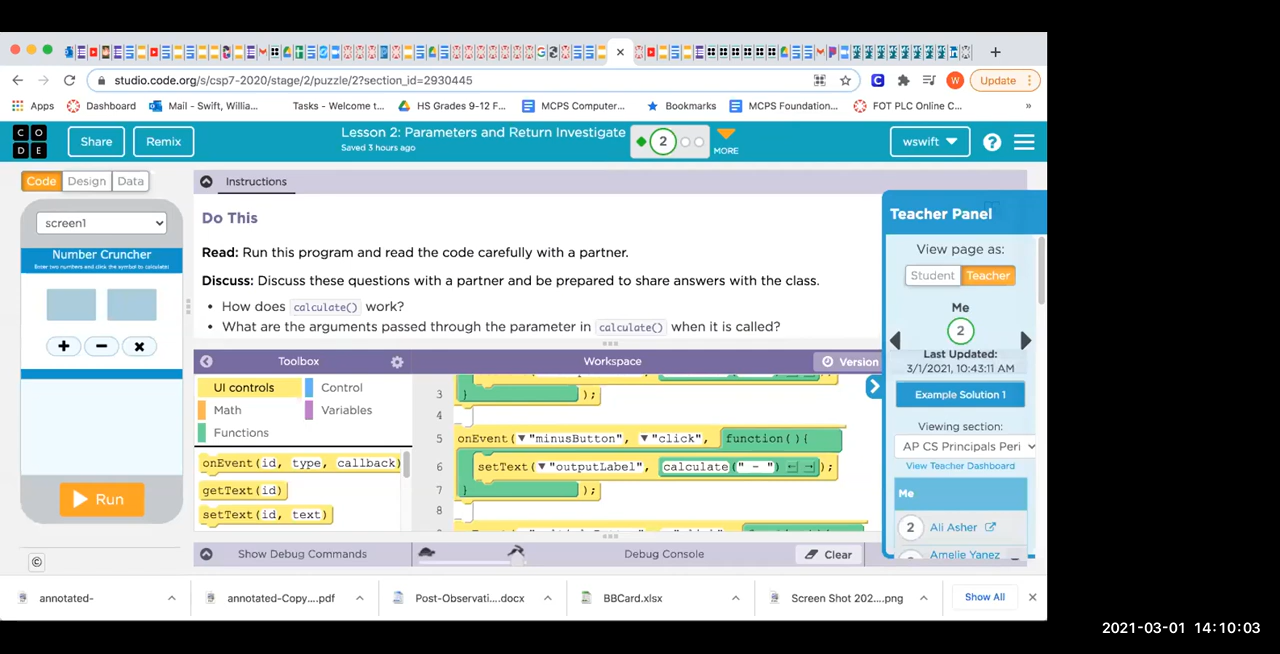 studio.code.org/s/csp7-2020/stage/2/puzzle/2?section_id=2930445
W
Update
Apps
Dashboard
Mail - Swift, Willia...
Tasks - Welcome t...
HS Grades 9-12 F...
MCPS Computer...
Bookmarks
MCPS Foundation...
FOT PLC Online C...
»
C O
D E
Share
Remix
Lesson 2: Parameters and Return Investigate
Saved 3 hours ago
2
MORE
wswift
?
Code
Design
Data
screen1
Number Cruncher
Enter two numbers and click the symbol to calculate!
+
-
x
Run
©
Instructions
Do This
Read: Run this program and read the code carefully with a partner.
Discuss: Discuss these questions with a partner and be prepared to share answers with the class.
• How does calculate() work?
• What are the arguments passed through the parameter in calculate() when it is called?
Toolbox
Workspace
Version
UI controls
Control
Math
Variables
Functions
onEvent(id, type, callback)
getText(id)
setText(id, text)
3
} );
4
5
onEvent(▼"minusButton", ▼"click", function(){
6
setText(▼"outputLabel", calculate(" - ") );
7
} );
8
Show Debug Commands
Debug Console
Clear
Teacher Panel
View page as:
Student
Teacher
Me
2
Last Updated:
3/1/2021, 10:43:11 AM
Example Solution 1
Viewing section:
AP CS Principals Peri
View Teacher Dashboard
Me
2
Ali Asher
Amelie Yanez
annotated-
annotated-Copy....pdf
Post-Observati....docx
BBCard.xlsx
Screen Shot 202....png
Show All
2021-03-01 14:10:03